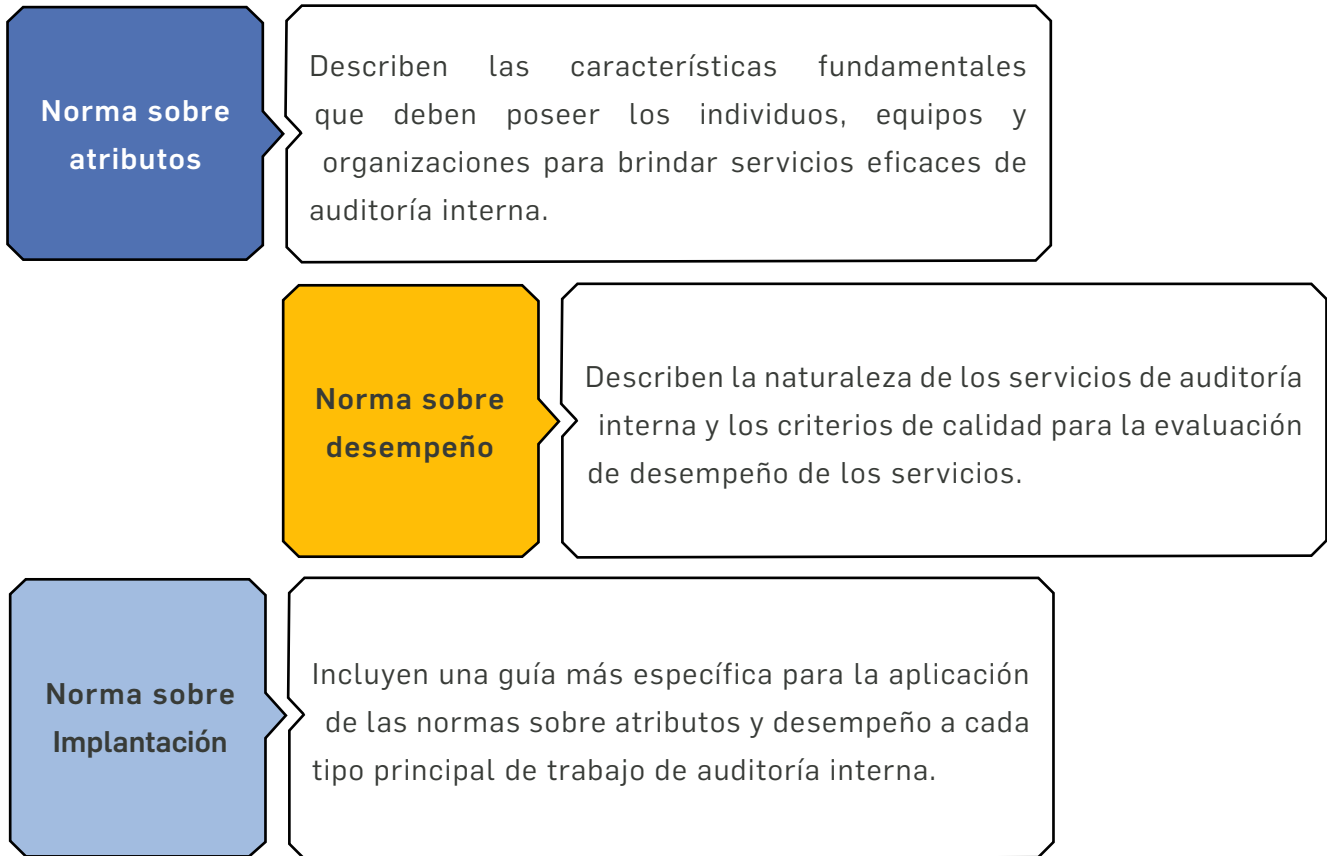 Norma sobre
atributos
Describen las características fundamentales
que deben poseer los individuos, equipos y
organizaciones para brindar servicios eficaces de
auditoría interna.
Norma sobre
desempeño
Describen la naturaleza de los servicios de auditoría
interna y los criterios de calidad para la evaluación
de desempeño de los servicios.
Norma sobre
Implantación
Incluyen una guía más específica para la aplicación
de las normas sobre atributos y desempeño a cada
tipo principal de trabajo de auditoría interna.